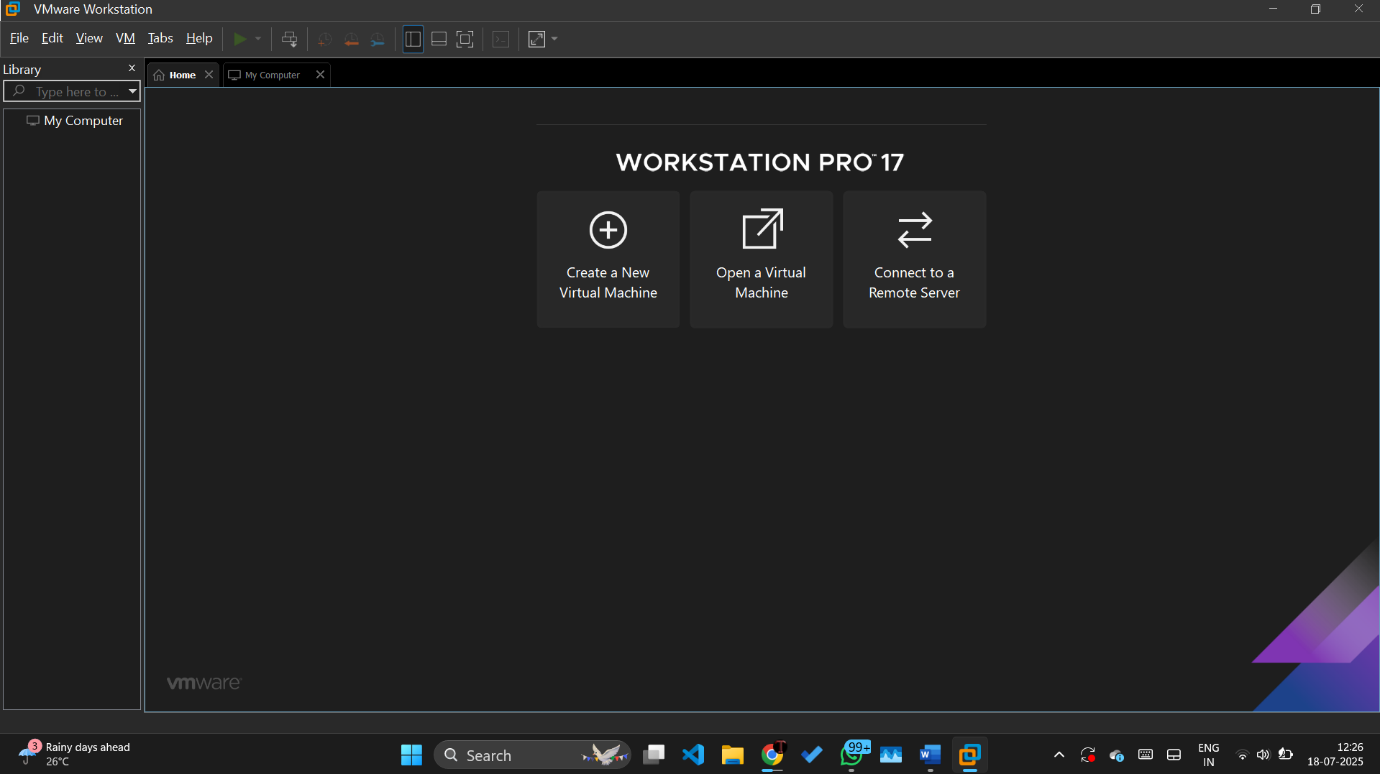 VMware Workstation
File Edit View VM Tabs Help
Library
Type here to ...
My Computer
Home
My Computer
WORKSTATION PRO™ 17
Create a New
Virtual Machine
Open a Virtual
Machine
Connect to a
Remote Server
vmware
3
Rainy days ahead
26°C
Search
99+
ENG
IN
12:26
18-07-2025